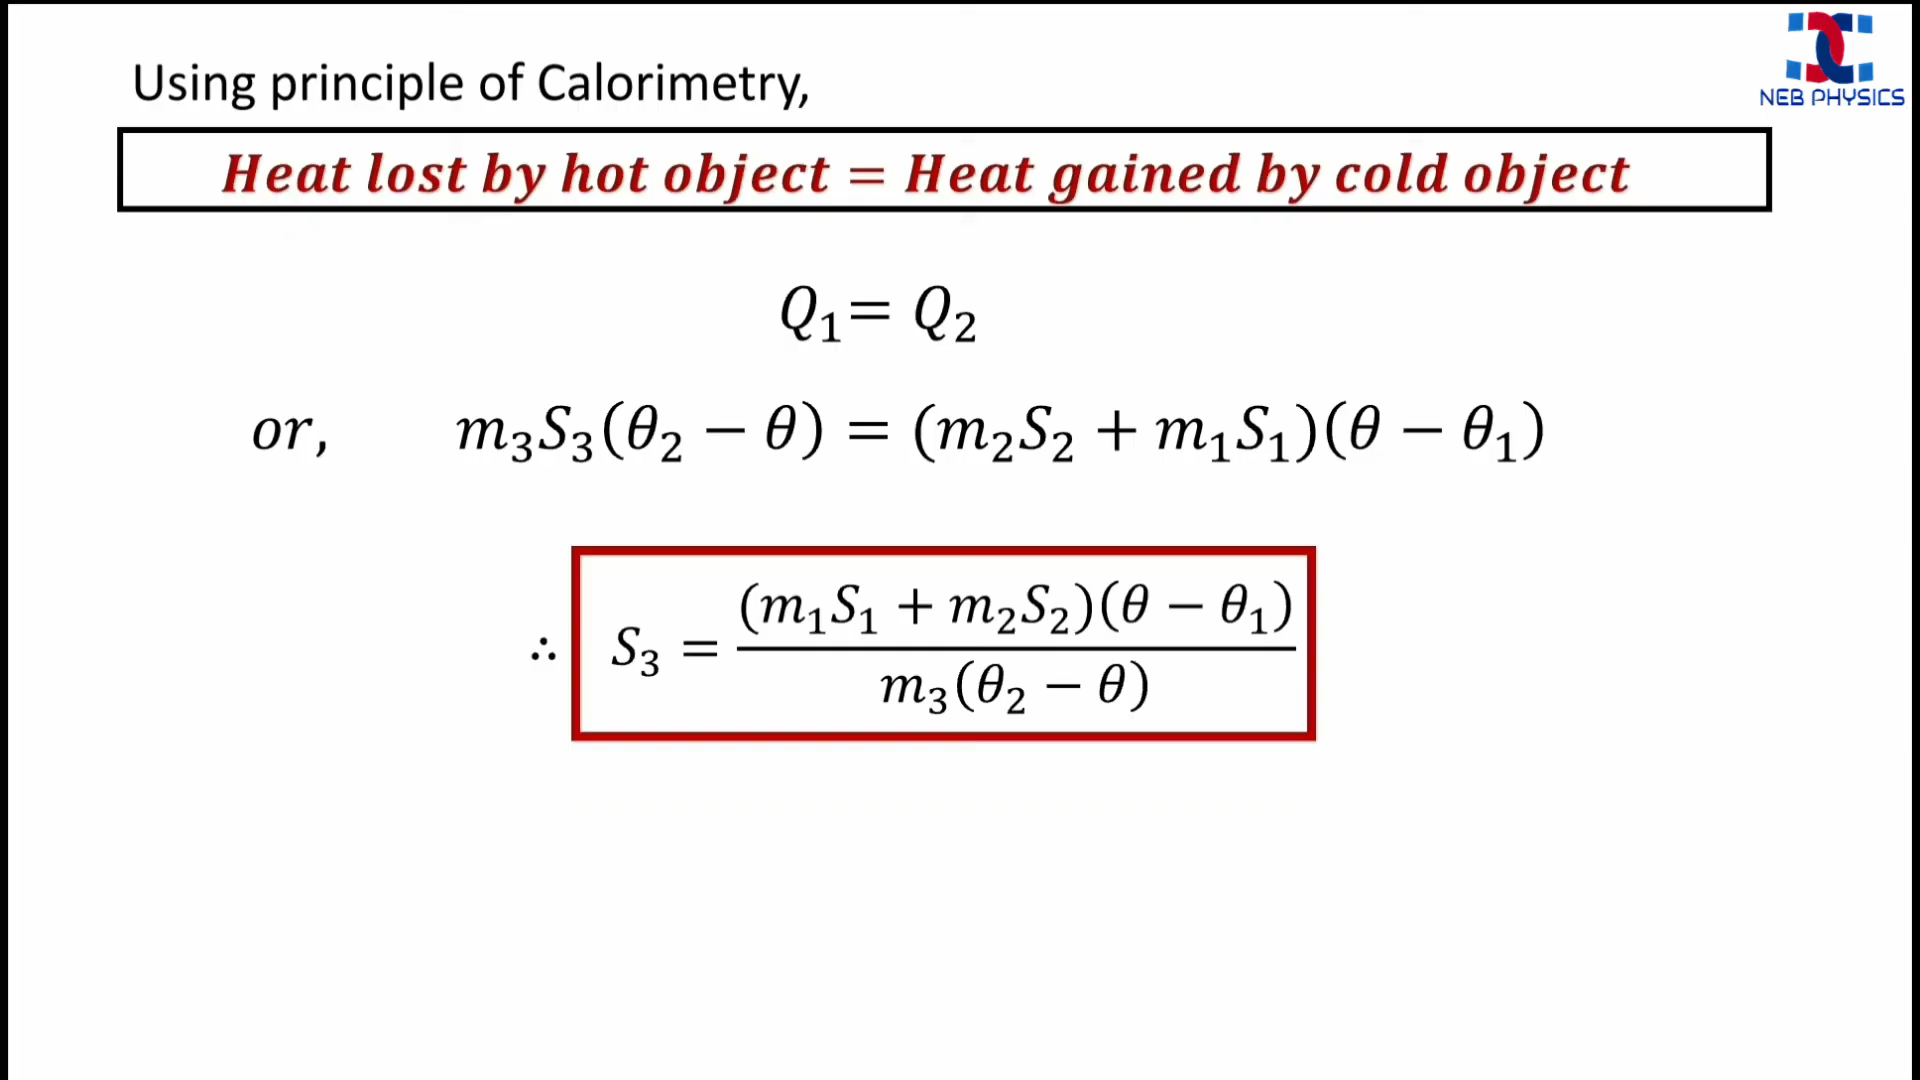 NEB PHYSICS
Using principle of Calorimetry,
Heat lost by hot object = Heat gained by cold object
Q₁= Q₂
or, m₃S₃(θ₂ − θ) = (m₂S₂ + m₁S₁)(θ − θ₁)
∴ S₃ = (m₁S₁ + m₂S₂)(θ − θ₁) / m₃(θ₂ − θ)